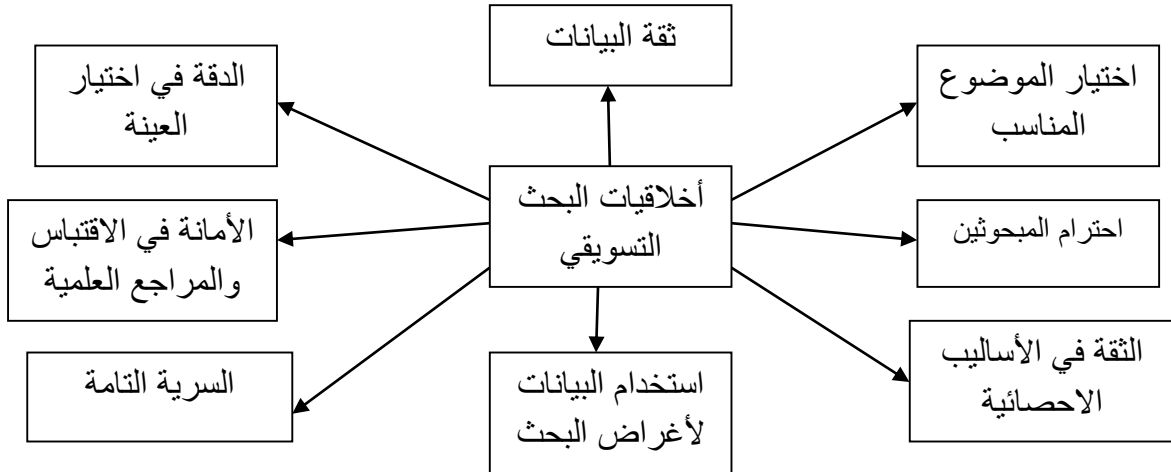 ثقة البيانات
اختيار الموضوع
المناسب
الدقة في اختيار
العينة
أخلاقيات البحث
التسويقي
احترام المبحوثين
الأمانة في الاقتباس
والمراجع العلمية
الثقة في الأساليب
الاحصائية
استخدام البيانات
لأغراض البحث
السرية التامة